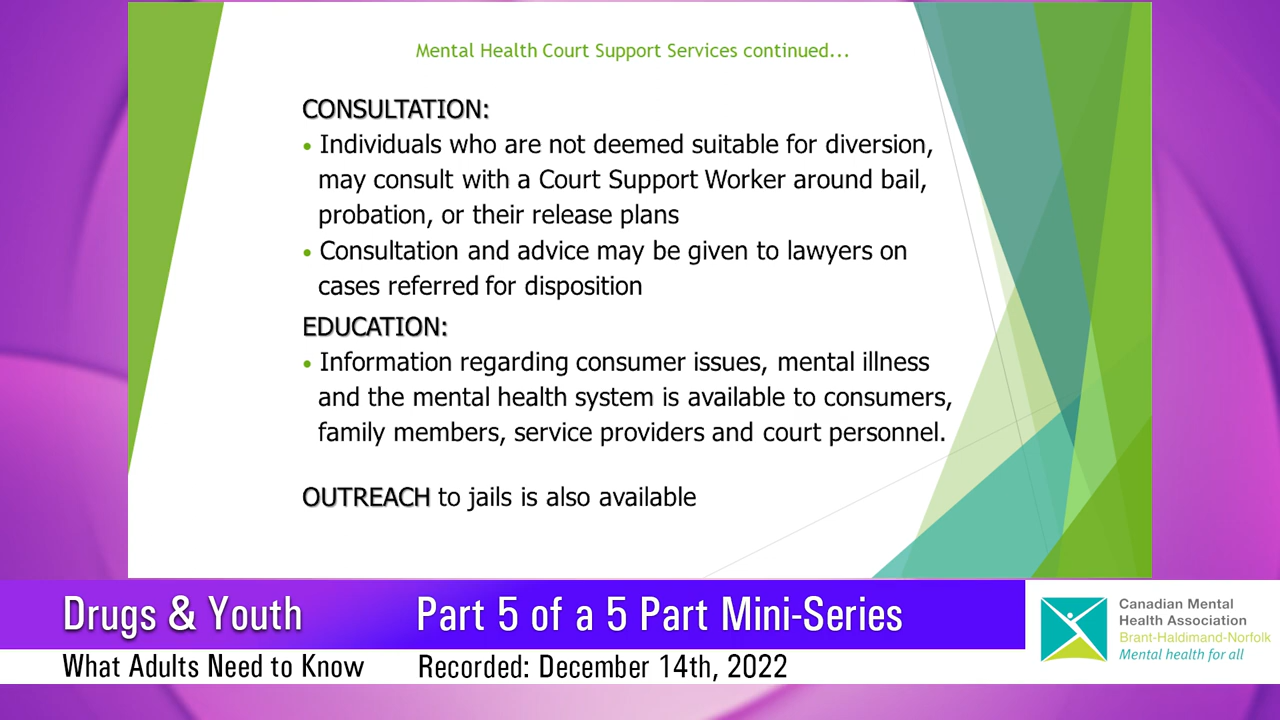 Mental Health Court Support Services continued...
CONSULTATION:
• Individuals who are not deemed suitable for diversion,
may consult with a Court Support Worker around bail,
probation, or their release plans
• Consultation and advice may be given to lawyers on
cases referred for disposition
EDUCATION:
• Information regarding consumer issues, mental illness
and the mental health system is available to consumers,
family members, service providers and court personnel.
OUTREACH to jails is also available
Drugs & Youth
Part 5 of a 5 Part Mini-Series
What Adults Need to Know
Recorded: December 14th, 2022
Canadian Mental
Health Association
Brant-Haldimand-Norfolk
Mental health for all